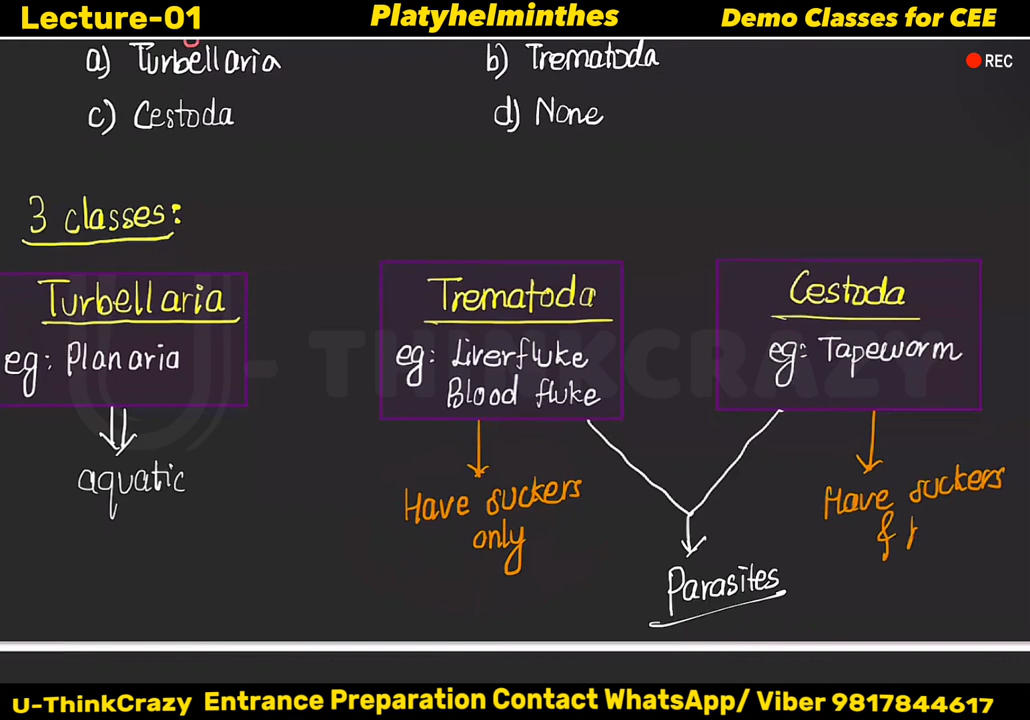 Lecture-01
Platyhelminthes
Demo Classes for CEE
REC
a) Turbellaria
b) Trematoda
c) Cestoda
d) None
3 classes:
Turbellaria
eg: Planaria
aquatic
Trematoda
eg: Liverfluke
Blood fluke
Have suckers
only
Cestoda
eg: Tapeworm
Have suckers
&
Parasites
U-THINKCRAZY
U-ThinkCrazy Entrance Preparation Contact WhatsApp/ Viber 9817844617